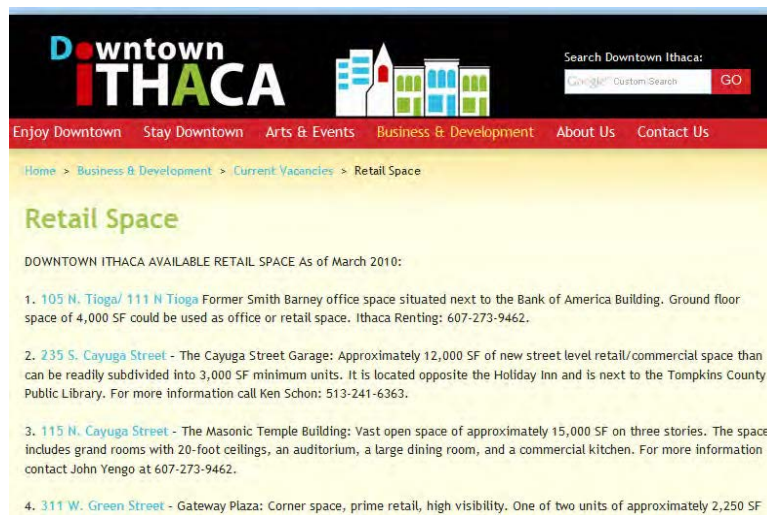 Downtown
ITHACA
Search Downtown Ithaca:
Google Custom Search GO
Enjoy Downtown Stay Downtown Arts & Events Business & Development About Us Contact Us
Home > Business & Development > Current Vacancies > Retail Space
Retail Space
DOWNTOWN ITHACA AVAILABLE RETAIL SPACE As of March 2010:
1. 105 N. Tioga/ 111 N Tioga Former Smith Barney office space situated next to the Bank of America Building. Ground floor
space of 4,000 SF could be used as office or retail space. Ithaca Renting: 607-273-9462.
2. 235 S. Cayuga Street - The Cayuga Street Garage: Approximately 12,000 SF of new street level retail/commercial space than
can be readily subdivided into 3,000 SF minimum units. It is located opposite the Holiday Inn and is next to the Tompkins County
Public Library. For more information call Ken Schon: 513-241-6363.
3. 115 N. Cayuga Street - The Masonic Temple Building: Vast open space of approximately 15,000 SF on three stories. The space
includes grand rooms with 20-foot ceilings, an auditorium, a large dining room, and a commercial kitchen. For more information
contact John Yengo at 607-273-9462.
4. 311 W. Green Street - Gateway Plaza: Corner space, prime retail, high visibility. One of two units of approximately 2,250 SF